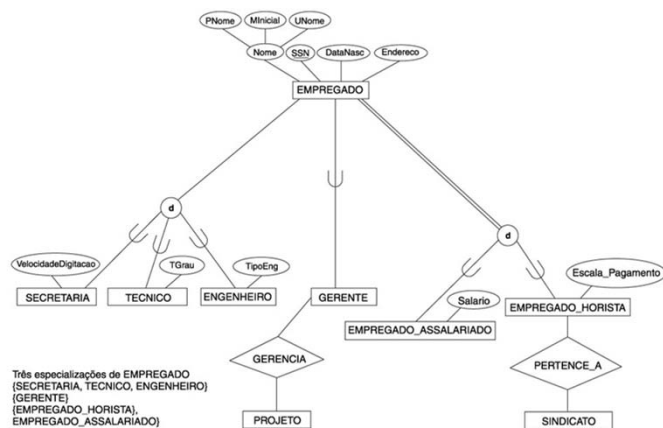 PNome
MInicial
UNome
Nome
SSN
DataNasc
Endereco
EMPREGADO
d
d
VelocidadeDigitacao
TGrau
TipoEng
Salario
Escala_Pagamento
SECRETARIA
TECNICO
ENGENHEIRO
GERENTE
EMPREGADO_ASSALARIADO
EMPREGADO_HORISTA
GERENCIA
PERTENCE_A
PROJETO
SINDICATO
Três especializações de EMPREGADO
{SECRETARIA, TECNICO, ENGENHEIRO}
{GERENTE}
{EMPREGADO_HORISTA},
EMPREGADO_ASSALARIADO}